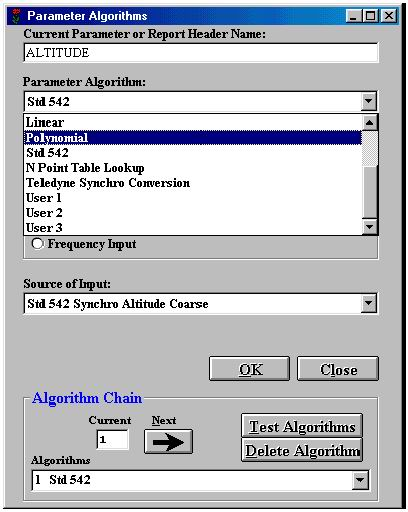 Parameter Algorithms
Current Parameter or Report Header Name:
ALTITUDE
Parameter Algorithm:
Std 542
Linear
Polynomial
Std 542
N Point Table Lookup
Teledyne Synchro Conversion
User 1
User 2
User 3
Frequency Input
Source of Input:
Std 542 Synchro Altitude Coarse
OK Close
Algorithm Chain
Current Next
1
Test Algorithms
Delete Algorithm
Algorithms
1 Std 542